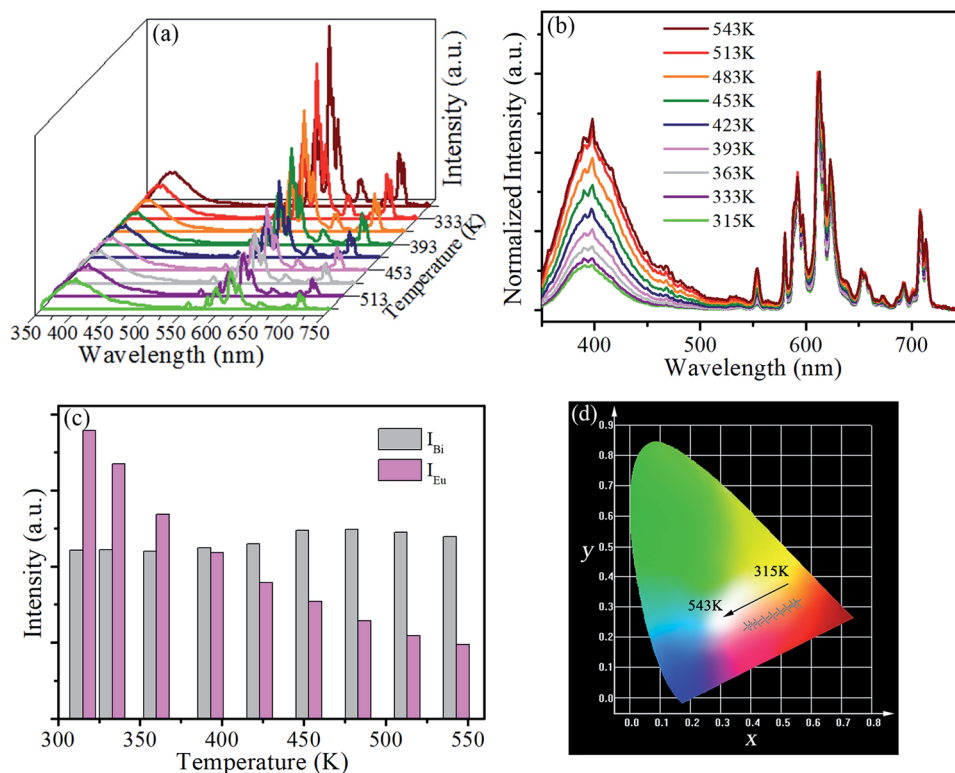 (a)
Intensity (a.u.)
333
393
453
513
Temperature (K)
350 400 450 500 550 600 650 700 750
Wavelength (nm)
(b)
Normalized Intensity (a.u.)
543K
513K
483K
453K
423K
393K
363K
333K
315K
400 500 600 700
Wavelength (nm)
(c)
Intensity (a.u.)
I_Bi
I_Eu
300 350 400 450 500 550
Temperature (K)
(d)
0.9
0.8
0.7
0.6
0.5
0.4
0.3
0.2
0.1
0.0
y
315K
543K
0.0 0.1 0.2 0.3 0.4 0.5 0.6 0.7 0.8
x